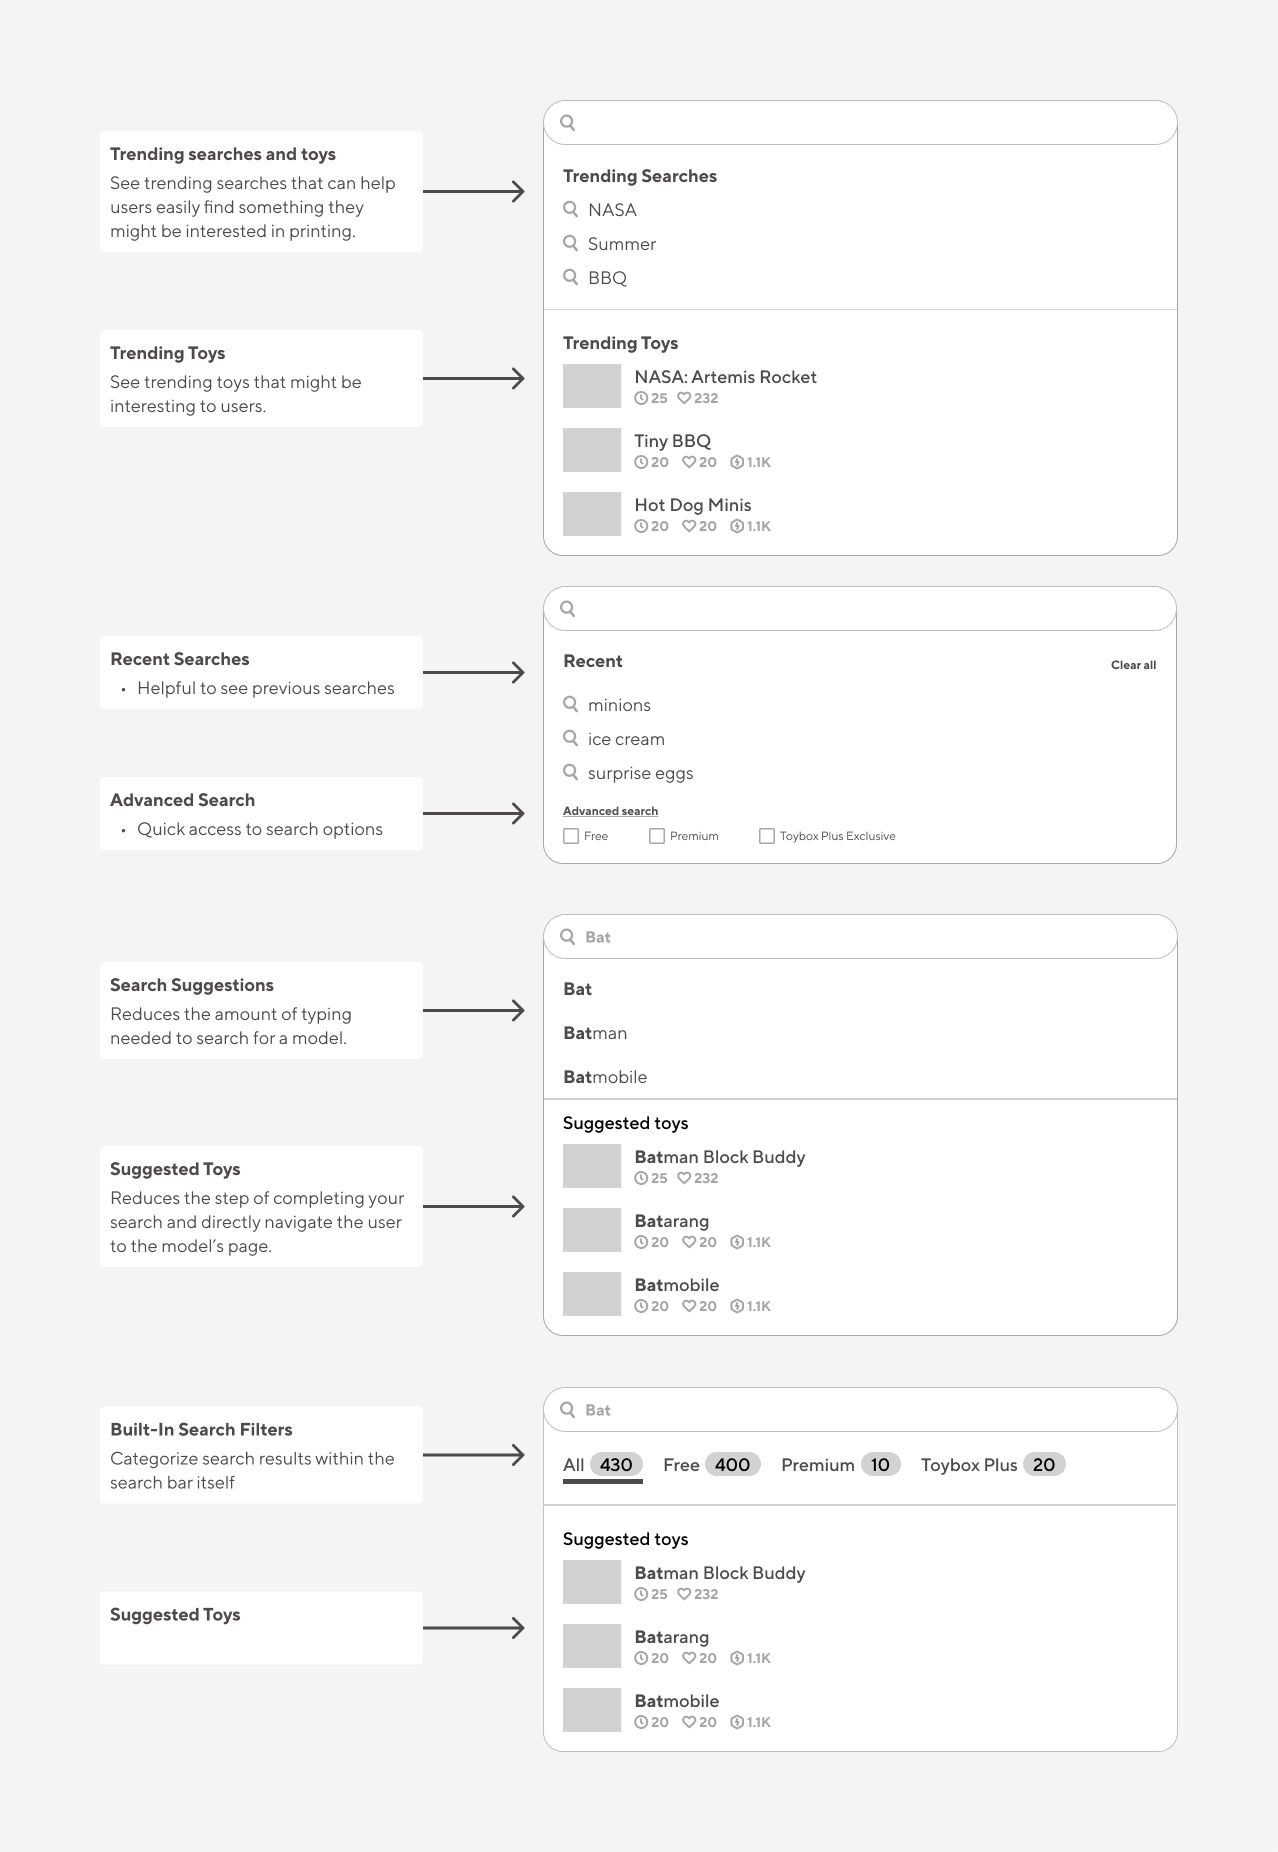 Trending searches and toys
See trending searches that can help
users easily find something they
might be interested in printing.
Trending Searches
NASA
Summer
BBQ
Trending Toys
See trending toys that might be
interesting to users.
Trending Toys
NASA: Artemis Rocket
25 232
Tiny BBQ
20 20 1.1K
Hot Dog Minis
20 20 1.1K
Recent Searches
• Helpful to see previous searches
Recent
Clear all
minions
ice cream
surprise eggs
Advanced Search
• Quick access to search options
Advanced search
Free Premium Toybox Plus Exclusive
Bat
Search Suggestions
Reduces the amount of typing
needed to search for a model.
Bat
Batman
Batmobile
Suggested Toys
Reduces the step of completing your
search and directly navigate the user
to the model’s page.
Suggested toys
Batman Block Buddy
25 232
Batarang
20 20 1.1K
Batmobile
20 20 1.1K
Bat
Built-In Search Filters
Categorize search results within the
search bar itself
All 430 Free 400 Premium 10 Toybox Plus 20
Suggested Toys
Suggested toys
Batman Block Buddy
25 232
Batarang
20 20 1.1K
Batmobile
20 20 1.1K